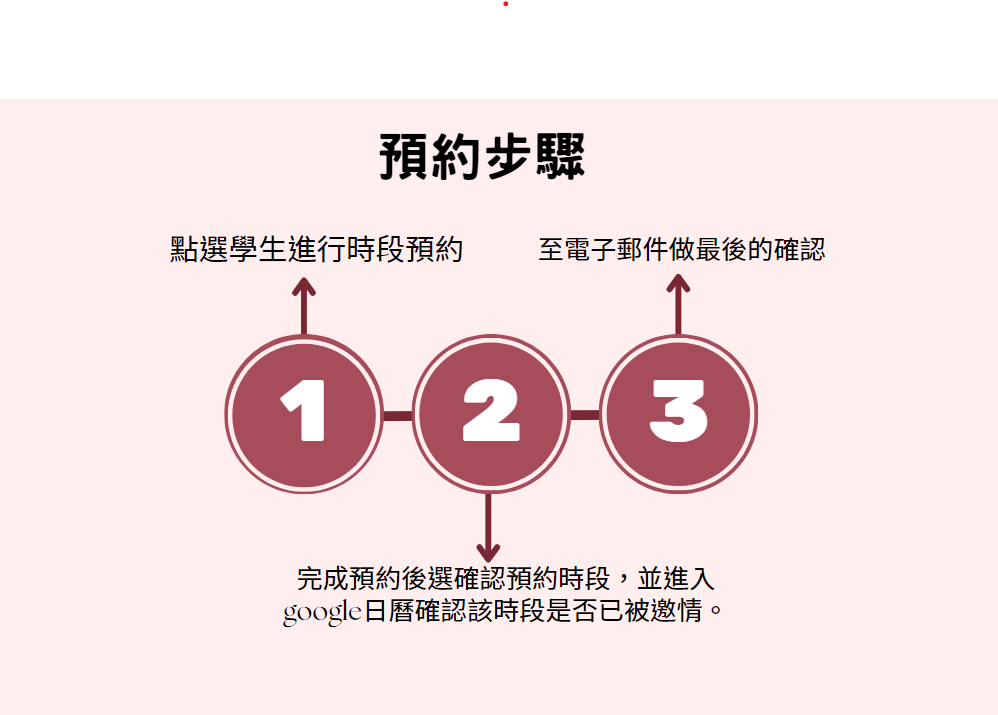 預約步驟
點選學生進行時段預約
至電子郵件做最後的確認
1
2
3
完成預約後選確認預約時段，並進入
google日曆確認該時段是否已被邀情。